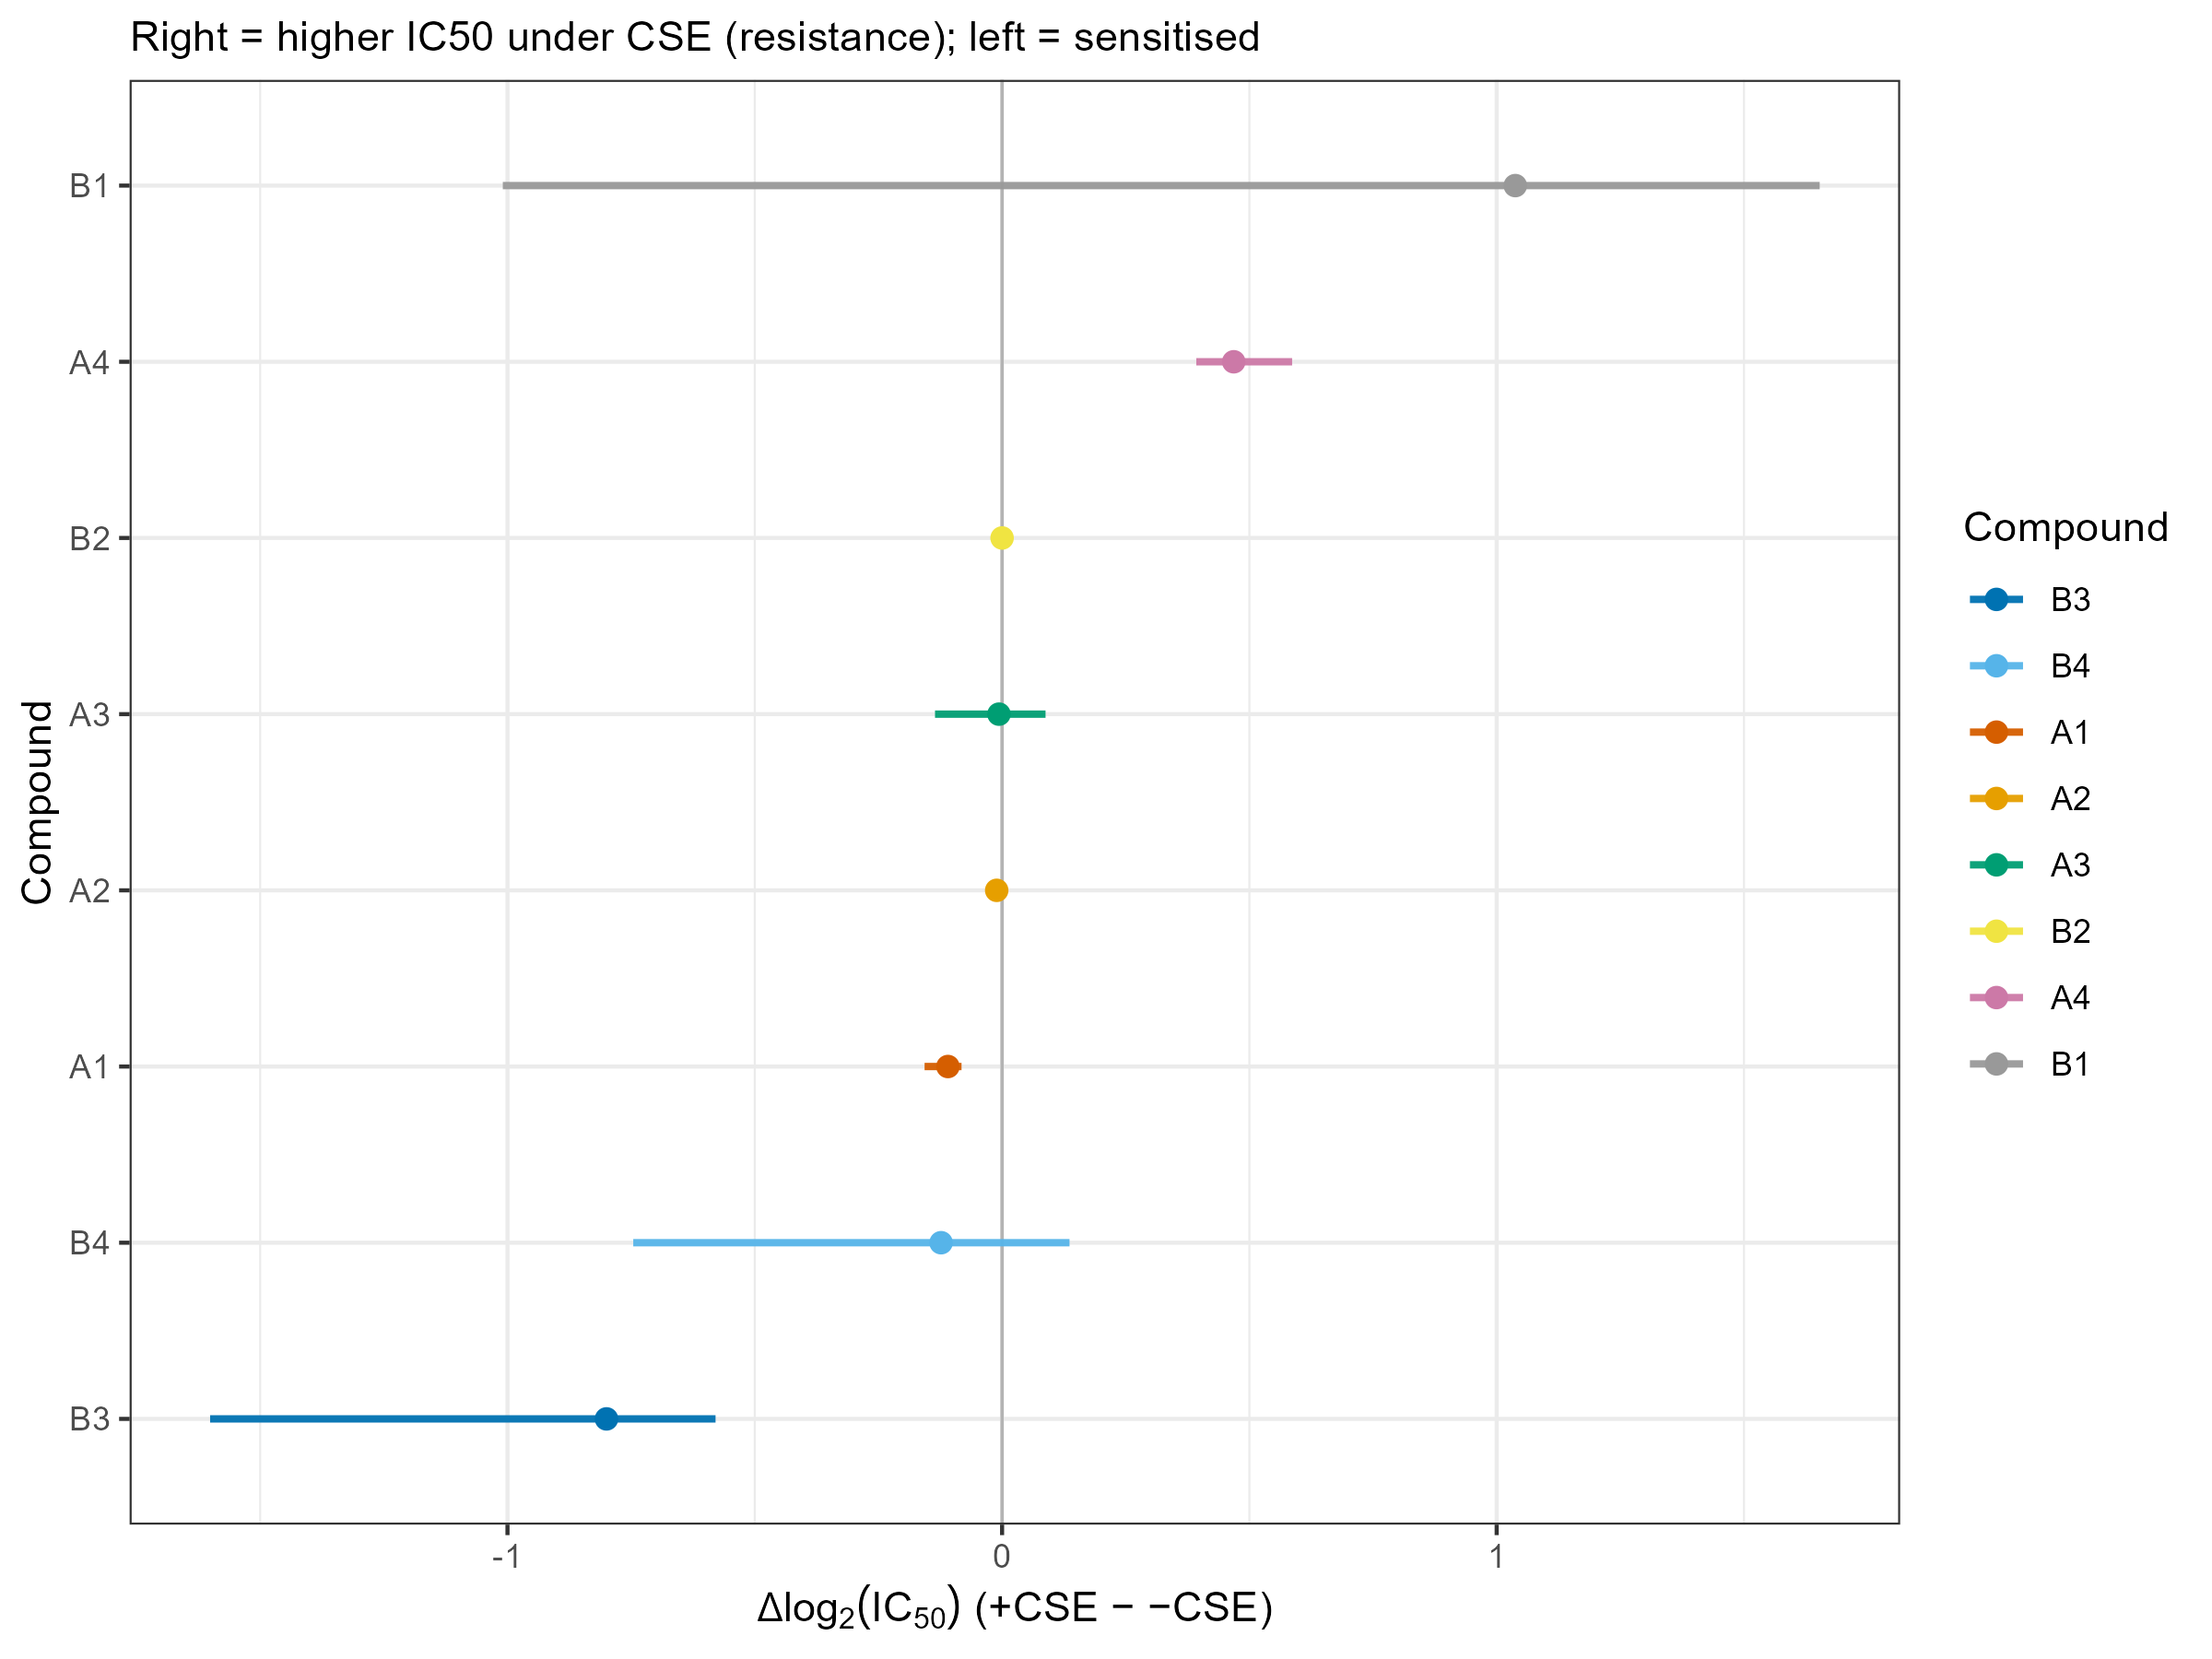 Right = higher IC50 under CSE (resistance); left = sensitised
B1
A4
B2
A3
A2
A1
B4
B3
Compound
-1
0
1
Δlog₂(IC₅₀) (+CSE − −CSE)
Compound
B3
B4
A1
A2
A3
B2
A4
B1